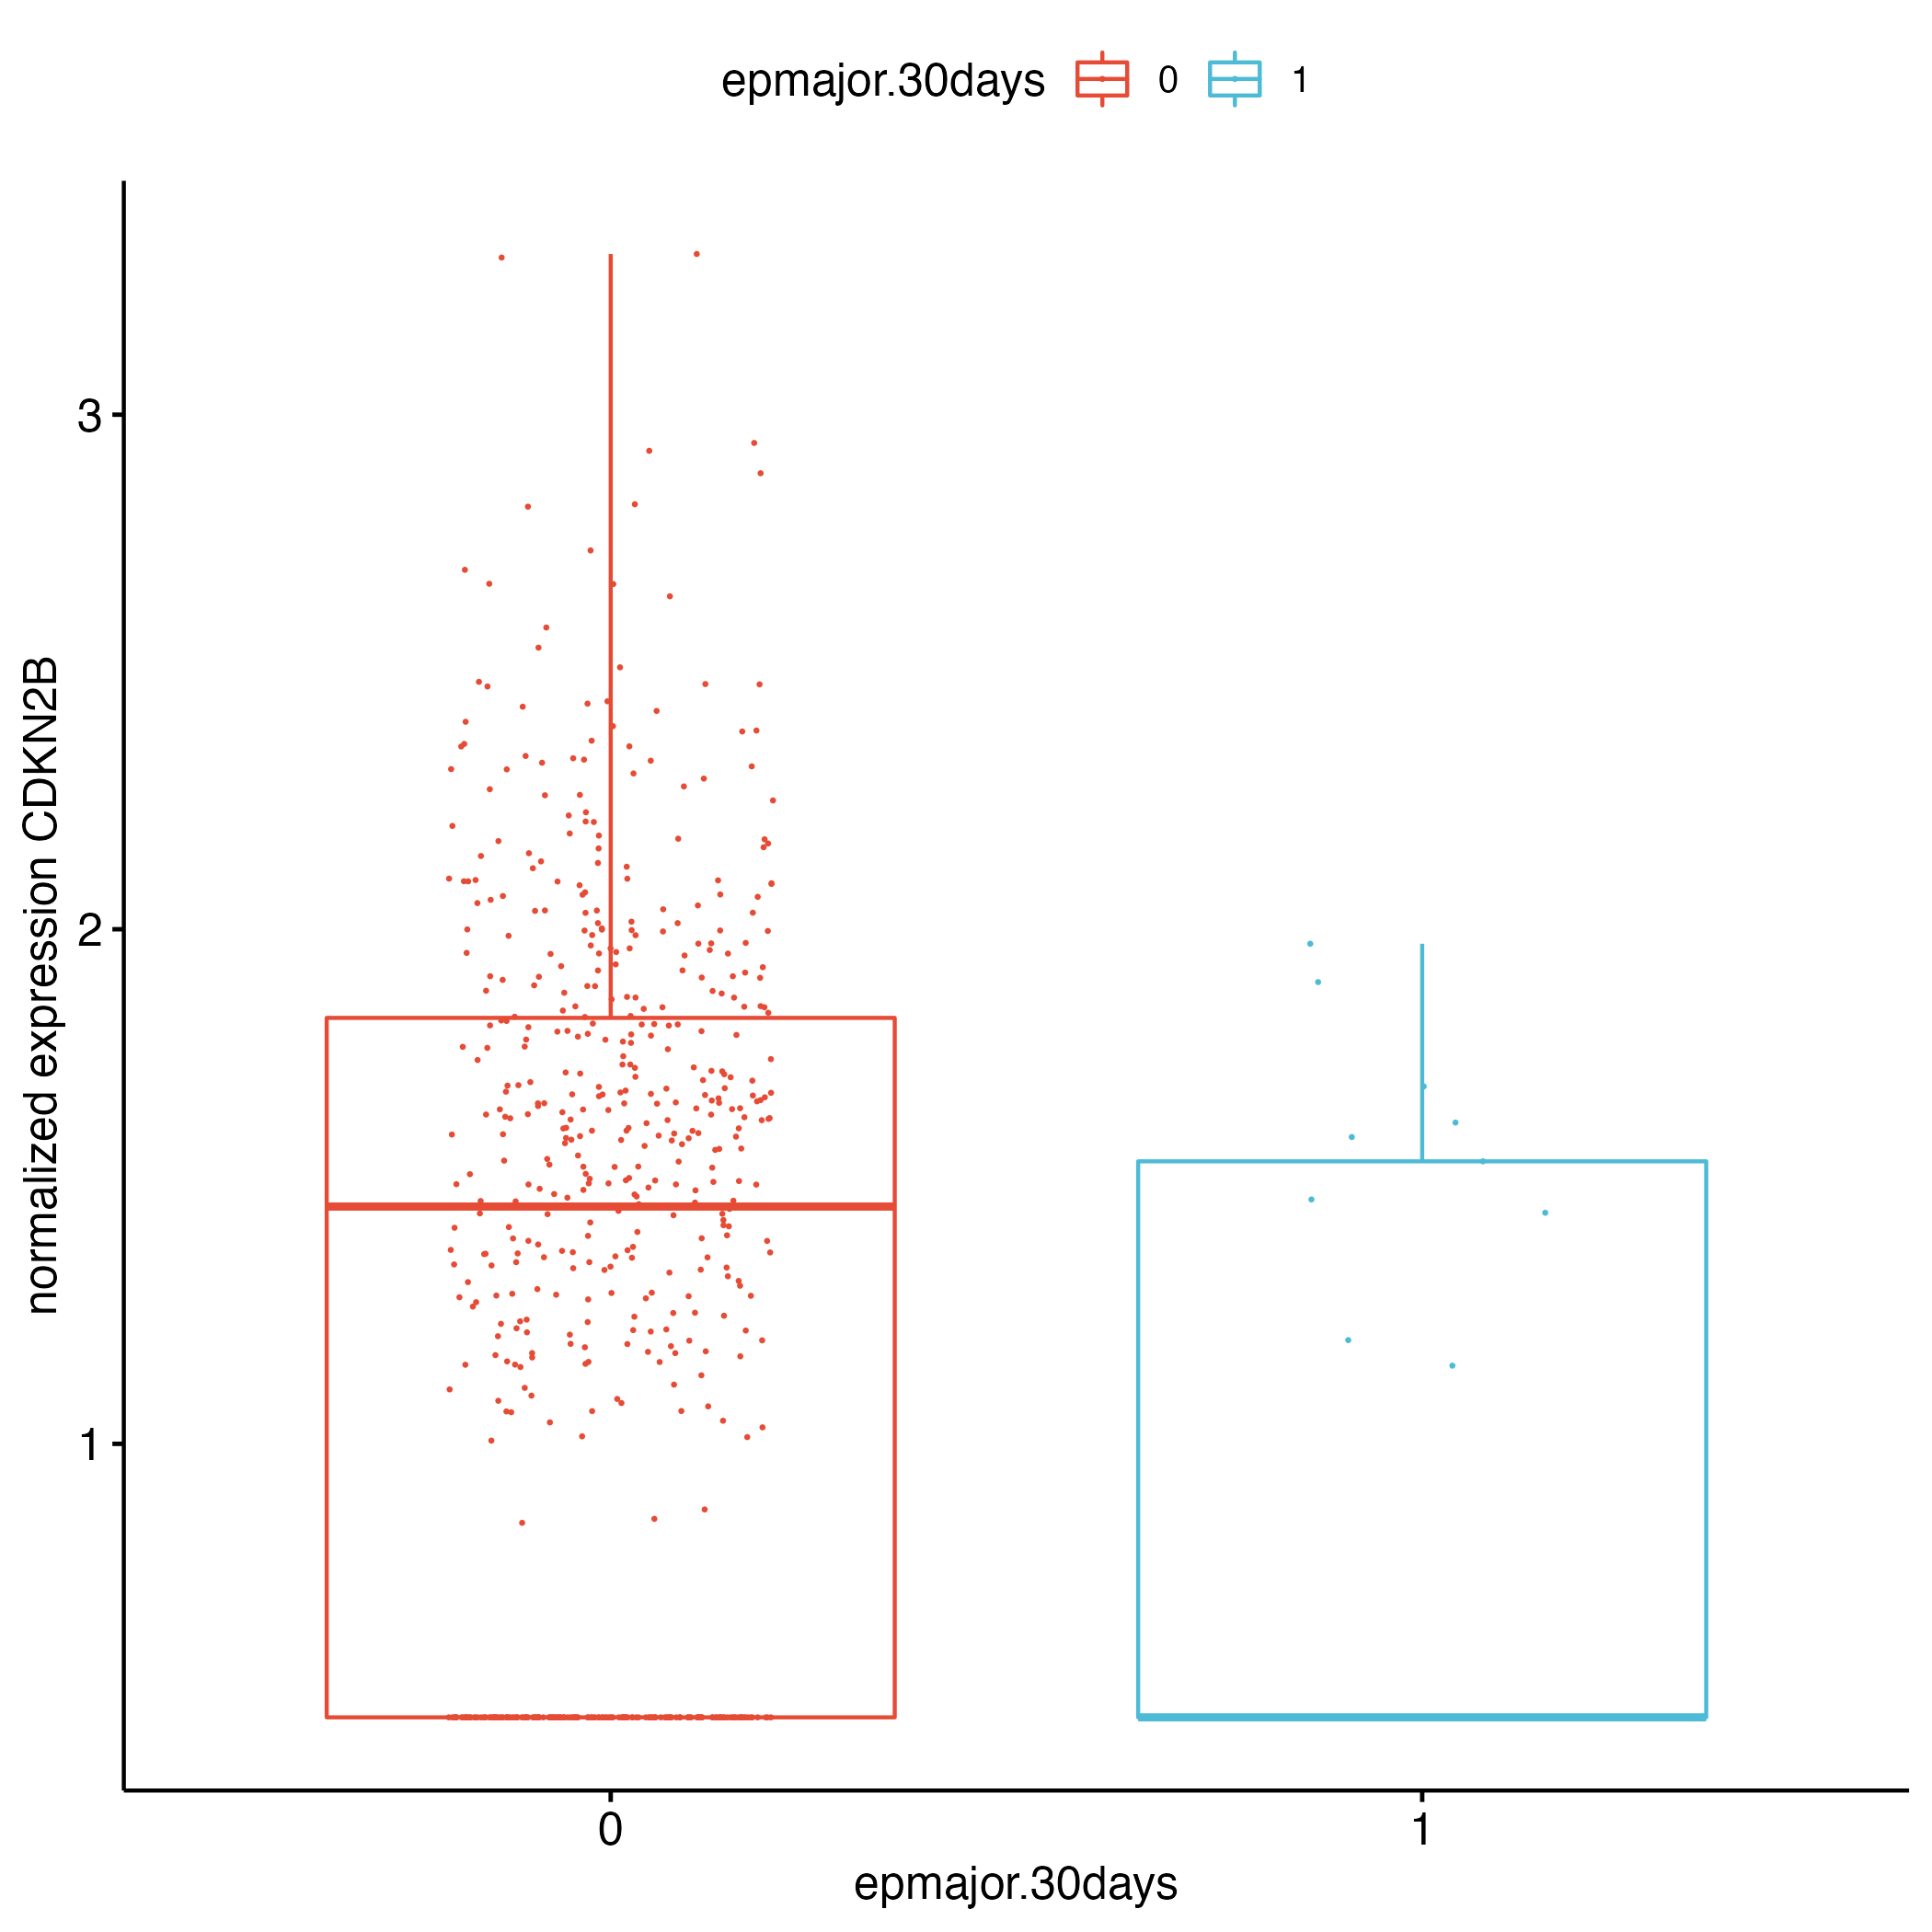 epmajor.30days 0 1
normalized expression CDKN2B
3
2
1
0 1
epmajor.30days